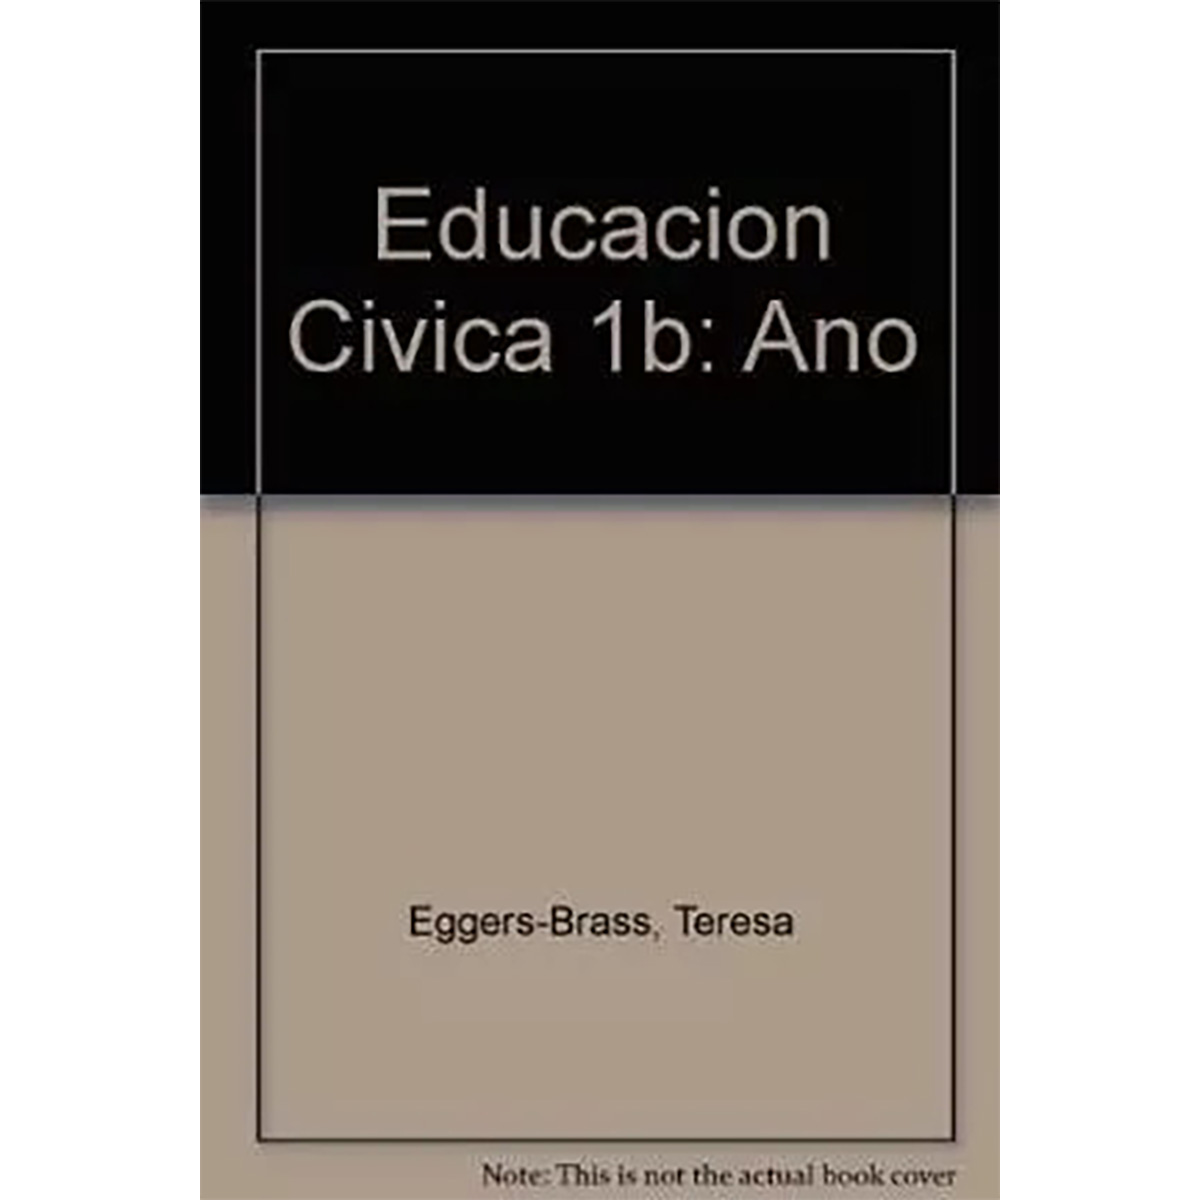 Educacion
Civica 1b: Ano
Eggers-Brass, Teresa
Note: This is not the actual book cover